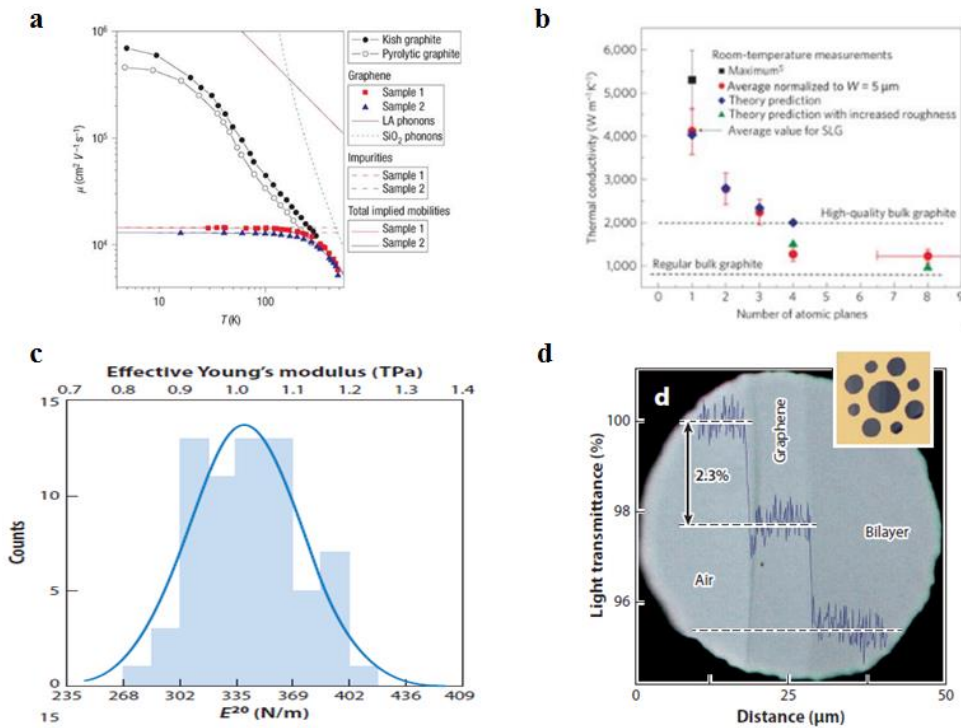 a
10⁶
10⁵
10⁴
μ (cm² V⁻¹ s⁻¹)
10
100
T(K)
Kish graphite
Pyrolytic graphite
Graphene
Sample 1
Sample 2
LA phonons
SiO₂ phonons
Impurities
Sample 1
Sample 2
Total implied mobilities
Sample 1
Sample 2
b
Thermal conductivity (W m⁻¹ K⁻¹)
6,000
5,000
4,000
3,000
2,000
1,000
Room-temperature measurements
Maximum⁵
Average normalized to W = 5 μm
Theory prediction
Theory prediction with increased roughness
Average value for SLG
High-quality bulk graphite
Regular bulk graphite
0 1 2 3 4 5 6 7 8 9
Number of atomic planes
c
Effective Young's modulus (TPa)
0.7 0.8 0.9 1.0 1.1 1.2 1.3 1.4
15
10
5
0
Counts
235 268 302 335 369 402 436 409
E²⁰ (N/m)
15
d
d
Light transmittance (%)
100
98
96
2.3%
Graphene
Air
Bilayer
0 25 50
Distance (μm)